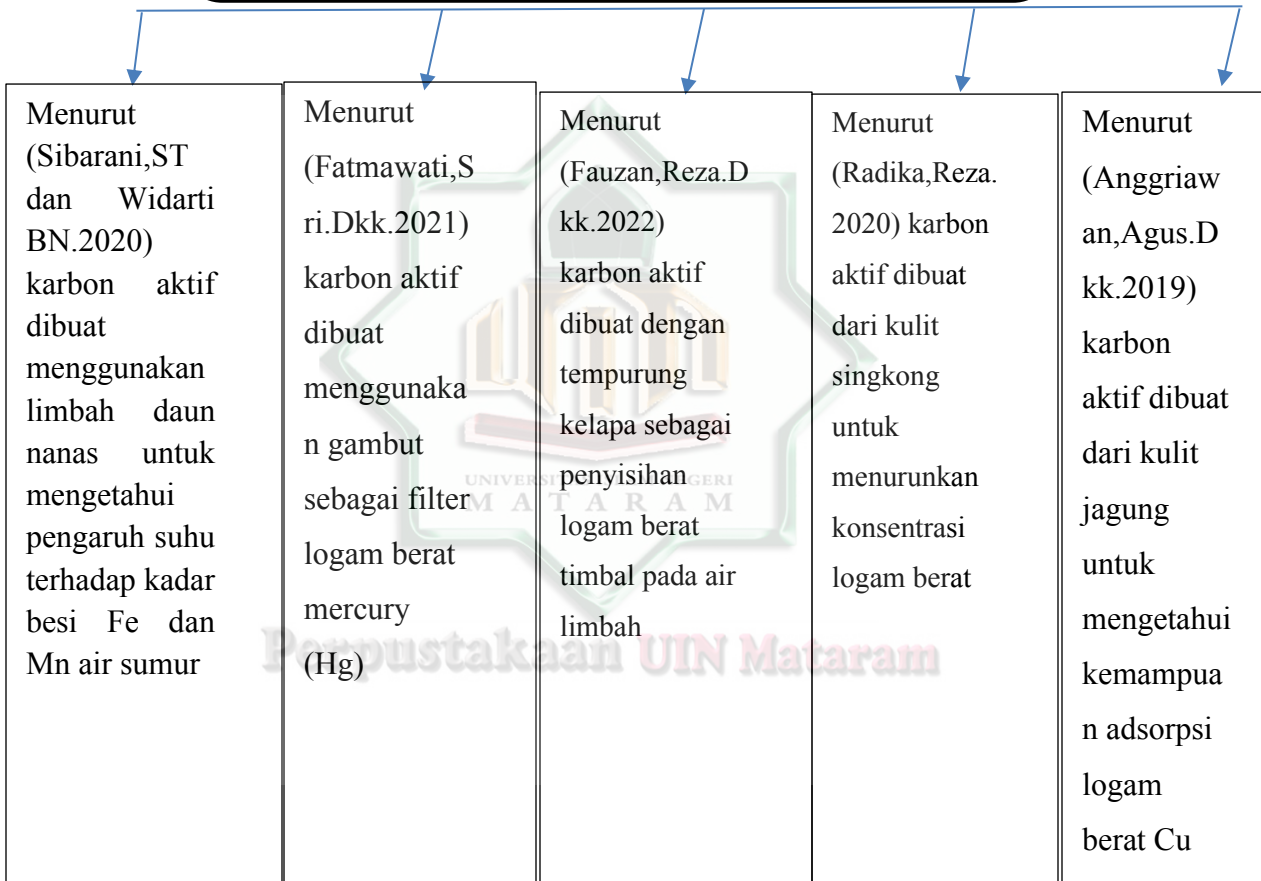 Menurut
(Sibarani,ST
dan Widarti
BN.2020)
karbon aktif
dibuat
menggunakan
limbah daun
nanas untuk
mengetahui
pengaruh suhu
terhadap kadar
besi Fe dan
Mn air sumur
Menurut
(Fatmawati,S
ri.Dkk.2021)
karbon aktif
dibuat
menggunaka
n gambut
sebagai filter
logam berat
mercury
(Hg)
Menurut
(Fauzan,Reza.D
kk.2022)
karbon aktif
dibuat dengan
tempurung
kelapa sebagai
penyisihan
logam berat
timbal pada air
limbah
Menurut
(Radika,Reza.
2020) karbon
aktif dibuat
dari kulit
singkong
untuk
menurunkan
konsentrasi
logam berat
Menurut
(Anggriaw
an,Agus.D
kk.2019)
karbon
aktif dibuat
dari kulit
jagung
untuk
mengetahui
kemampua
n adsorpsi
logam
berat Cu
MATARAM
Perpustakaan UIN Mataram